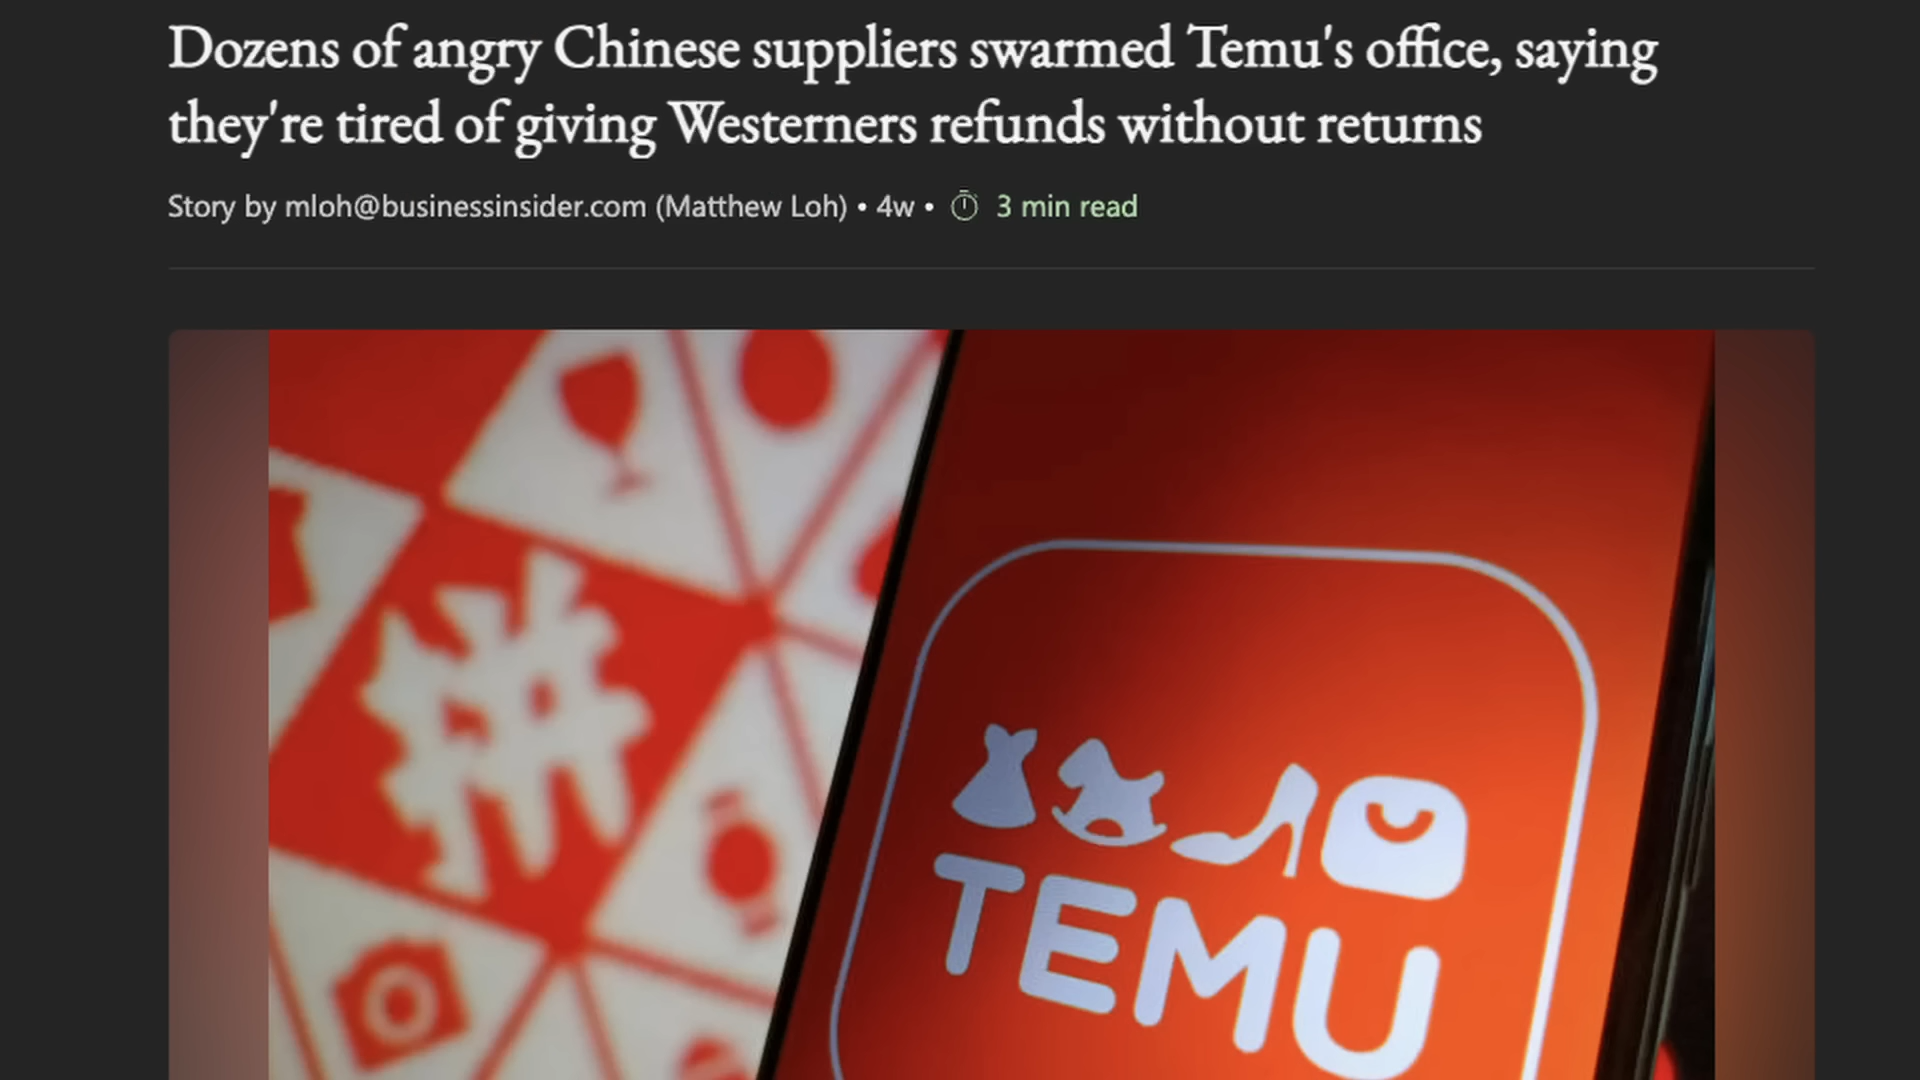 Dozens of angry Chinese suppliers swarmed Temu's office, saying
they're tired of giving Westerners refunds without returns
Story by mloh@businessinsider.com (Matthew Loh) • 4w • 3 min read
TEMU